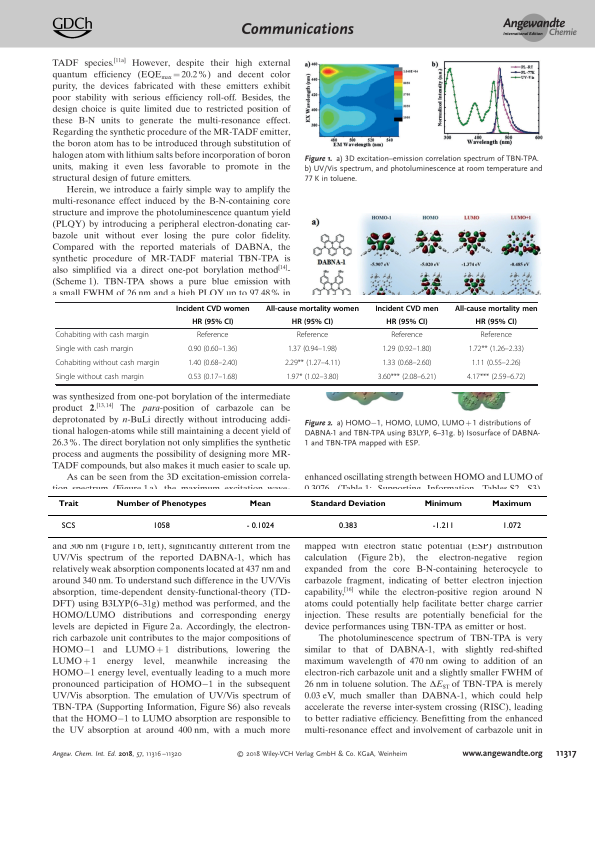 GDCh
Communications
Angewandte
International Edition
Chemie
TADF species.[11a] However, despite their high external
quantum efficiency (EQEmax = 20.2 %) and decent color
purity, the devices fabricated with these emitters exhibit
poor stability with serious efficiency roll-off. Besides, the
design choice is quite limited due to restricted position of
these B-N units to generate the multi-resonance effect.
Regarding the synthetic procedure of the MR-TADF emitter,
the boron atom has to be introduced through substitution of
halogen atom with lithium salts before incorporation of boron
units, making it even less favorable to promote in the
structural design of future emitters.
Herein, we introduce a fairly simple way to amplify the
multi-resonance effect induced by the B-N-containing core
structure and improve the photoluminescence quantum yield
(PLQY) by introducing a peripheral electron-donating car-
bazole unit without ever losing the pure color fidelity.
Compared with the reported materials of DABNA, the
synthetic procedure of MR-TADF material TBN-TPA is
also simplified via a direct one-pot borylation method[14]-
(Scheme 1). TBN-TPA shows a pure blue emission with
a small FWHM of 26 nm and a high PLQY up to 97.48 % in
a)
EX Wavelength (nm)
EM Wavelength (nm)
b)
Normalized Intensity (a.u.)
PL-RT
PL-77K
UV-Vis
300 400 500 600
Wavelength (nm)
Figure 1. a) 3D excitation–emission correlation spectrum of TBN-TPA.
b) UV/Vis spectrum, and photoluminescence at room temperature and
77 K in toluene.
a)
HOMO-1 HOMO LUMO LUMO+1
DABNA-1
-5.907 eV -5.020 eV -1.374 eV -0.485 eV
Incident CVD women All-cause mortality women Incident CVD men All-cause mortality men
HR (95% CI) HR (95% CI) HR (95% CI) HR (95% CI)
Cohabiting with cash margin Reference Reference Reference Reference
Single with cash margin 0.90 (0.60–1.36) 1.37 (0.94–1.98) 1.29 (0.92–1.80) 1.72** (1.26–2.33)
Cohabiting without cash margin 1.40 (0.68–2.40) 2.29** (1.27–4.11) 1.33 (0.68–2.60) 1.11 (0.55–2.26)
Single without cash margin 0.53 (0.17–1.68) 1.97* (1.02–3.80) 3.60*** (2.08–6.21) 4.17*** (2.59–6.72)
was synthesized from one-pot borylation of the intermediate
product 2.[13,14] The para-position of carbazole can be
deprotonated by n-BuLi directly without introducing addi-
tional halogen-atoms while still maintaining a decent yield of
26.3 %. The direct borylation not only simplifies the synthetic
process and augments the possibility of designing more MR-
TADF compounds, but also makes it much easier to scale up.
As can be seen from the 3D excitation-emission correla-
tion spectrum (Figure 1a), the maximum excitation wave-
Figure 2. a) HOMO−1, HOMO, LUMO, LUMO+1 distributions of
DABNA-1 and TBN-TPA using B3LYP, 6–31g. b) Isosurface of DABNA-
1 and TBN-TPA mapped with ESP.
enhanced oscillating strength between HOMO and LUMO of
0.3076 (Table 1; Supporting Information, Tables S2, S3).
Trait Number of Phenotypes Mean Standard Deviation Minimum Maximum
SCS 1058 - 0.1024 0.383 -1.211 1.072
and 306 nm (Figure 1b, left), significantly different from the
UV/Vis spectrum of the reported DABNA-1, which has
relatively weak absorption components located at 437 nm and
around 340 nm. To understand such difference in the UV/Vis
absorption, time-dependent density-functional-theory (TD-
DFT) using B3LYP(6–31g) method was performed, and the
HOMO/LUMO distributions and corresponding energy
levels are depicted in Figure 2a. Accordingly, the electron-
rich carbazole unit contributes to the major compositions of
HOMO−1 and LUMO+1 distributions, lowering the
LUMO+1 energy level, meanwhile increasing the
HOMO−1 energy level, eventually leading to a much more
pronounced participation of HOMO−1 in the subsequent
UV/Vis absorption. The emulation of UV/Vis spectrum of
TBN-TPA (Supporting Information, Figure S6) also reveals
that the HOMO−1 to LUMO absorption are responsible to
the UV absorption at around 400 nm, with a much more
mapped with electron static potential (ESP) distribution
calculation (Figure 2b), the electron-negative region
expanded from the core B-N-containing heterocycle to
carbazole fragment, indicating of better electron injection
capability,[16] while the electron-positive region around N
atoms could potentially help facilitate better charge carrier
injection. These results are potentially beneficial for the
device performances using TBN-TPA as emitter or host.
The photoluminescence spectrum of TBN-TPA is very
similar to that of DABNA-1, with slightly red-shifted
maximum wavelength of 470 nm owing to addition of an
electron-rich carbazole unit and a slightly smaller FWHM of
26 nm in toluene solution. The ΔEST of TBN-TPA is merely
0.03 eV, much smaller than DABNA-1, which could help
accelerate the reverse inter-system crossing (RISC), leading
to better radiative efficiency. Benefitting from the enhanced
multi-resonance effect and involvement of carbazole unit in
Angew. Chem. Int. Ed. 2018, 57, 11316–11320
© 2018 Wiley-VCH Verlag GmbH & Co. KGaA, Weinheim
www.angewandte.org 11317